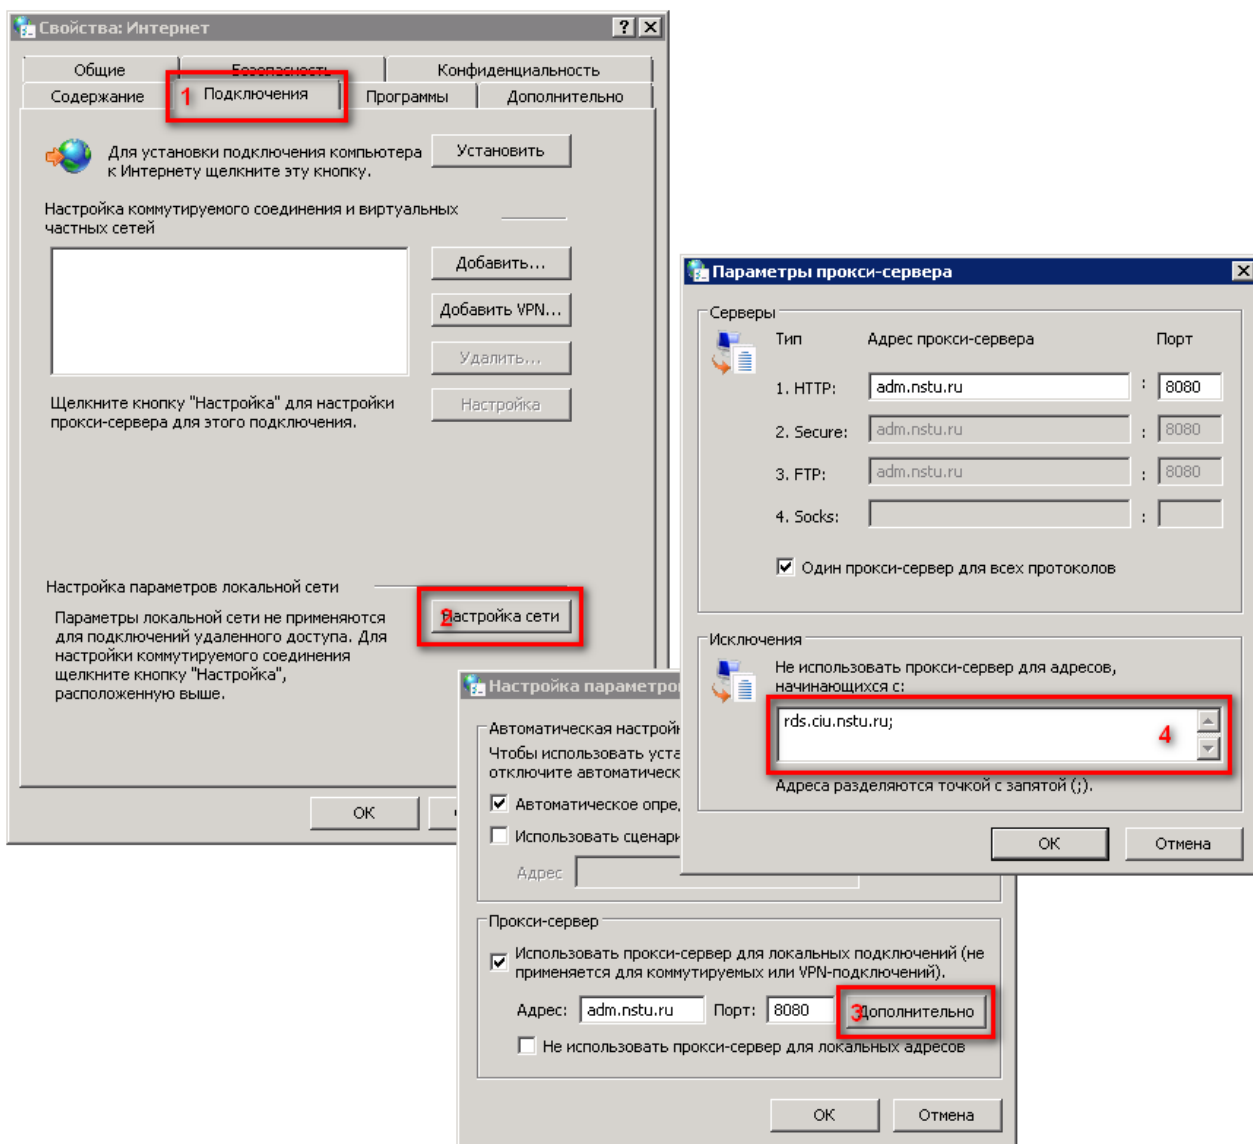 Свойства: Интернет
Общие
Безопасность
Конфиденциальность
Содержание
1
Подключения
Программы
Дополнительно
Для установки подключения компьютера
к Интернету щелкните эту кнопку.
Установить
Настройка коммутируемого соединения и виртуальных
частных сетей
Добавить...
Добавить VPN...
Удалить...
Щелкните кнопку "Настройка" для настройки
прокси-сервера для этого подключения.
Настройка
Настройка параметров локальной сети
Параметры локальной сети не применяются
для подключений удаленного доступа. Для
настройки коммутируемого соединения
щелкните кнопку "Настройка",
расположенную выше.
2
Настройка сети
ОК
Параметры прокси-сервера
Серверы
Тип
Адрес прокси-сервера
Порт
1. HTTP:
adm.nstu.ru
:
8080
2. Secure:
adm.nstu.ru
:
8080
3. FTP:
adm.nstu.ru
:
8080
4. Socks:
:
Один прокси-сервер для всех протоколов
Исключения
Не использовать прокси-сервер для адресов,
начинающихся с:
rds.ciu.nstu.ru;
4
Адреса разделяются точкой с запятой (;).
ОК
Отмена
Настройка
Автоматическая
Чтобы использовать
отключите
Автоматическое
Использовать
Адрес
Прокси-сервер
Использовать прокси-сервер для локальных подключений (не
применяется для коммутируемых или VPN-подключений).
Адрес:
adm.nstu.ru
Порт:
8080
3
Дополнительно
Не использовать прокси-сервер для локальных адресов
ОК
Отмена